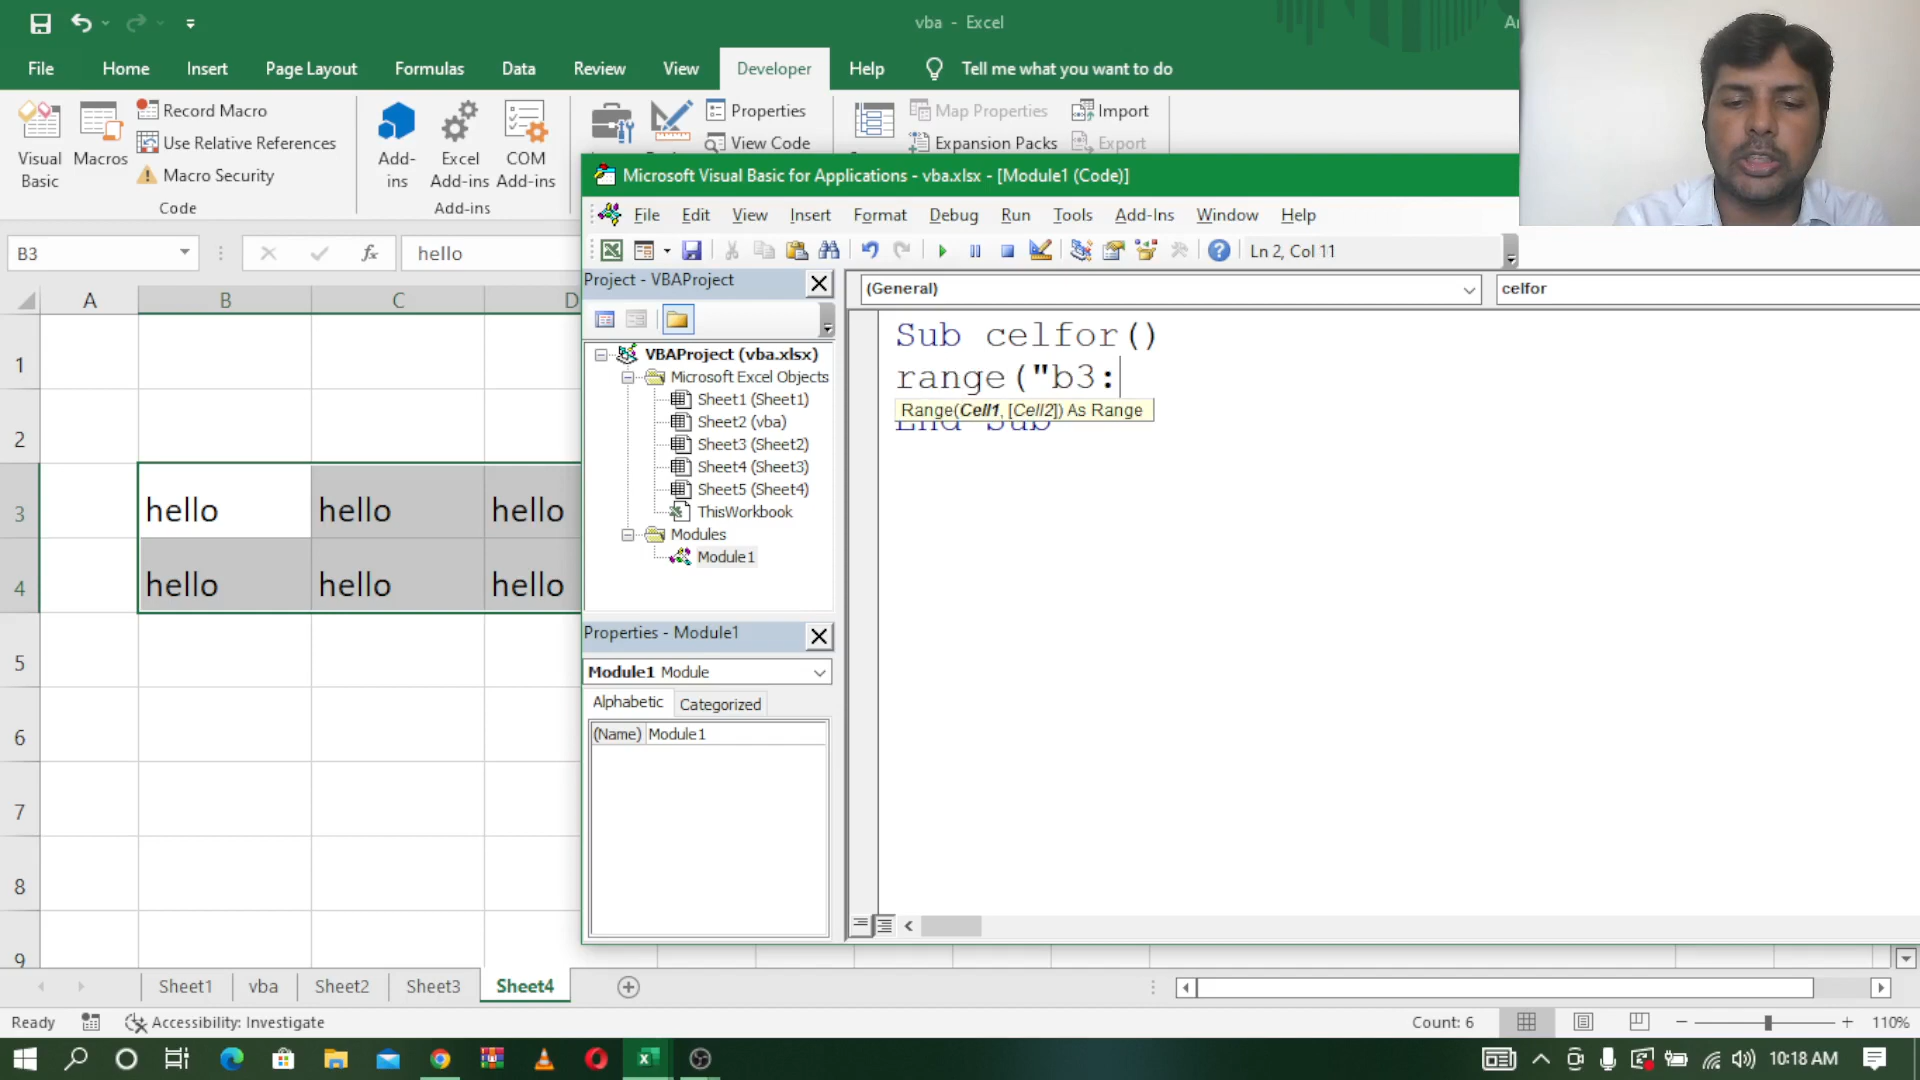 vba - Excel
File Home Insert Page Layout Formulas Data Review View Developer Help Tell me what you want to do
Visual Basic
Macros
Record Macro
Use Relative References
Macro Security
Code
Add-ins
Excel Add-ins
COM Add-ins
Add-ins
Properties
View Code
Map Properties
Expansion Packs
Import
Export
Microsoft Visual Basic for Applications - vba.xlsx - [Module1 (Code)]
File Edit View Insert Format Debug Run Tools Add-Ins Window Help
Ln 2, Col 11
B3 fx hello
Project - VBAProject
VBAProject (vba.xlsx)
Microsoft Excel Objects
Sheet1 (Sheet1)
Sheet2 (vba)
Sheet3 (Sheet2)
Sheet4 (Sheet3)
Sheet5 (Sheet4)
ThisWorkbook
Modules
Module1
Properties - Module1
Module1 Module
Alphabetic Categorized
(Name) Module1
(General) celfor
Sub celfor()
range("b3:
Range(Cell1, [Cell2]) As Range
End Sub
A B C D
1
2
3 hello hello hello
4 hello hello hello
5
6
7
8
9
Sheet1 vba Sheet2 Sheet3 Sheet4
Ready Accessibility: Investigate Count: 6 110%
10:18 AM